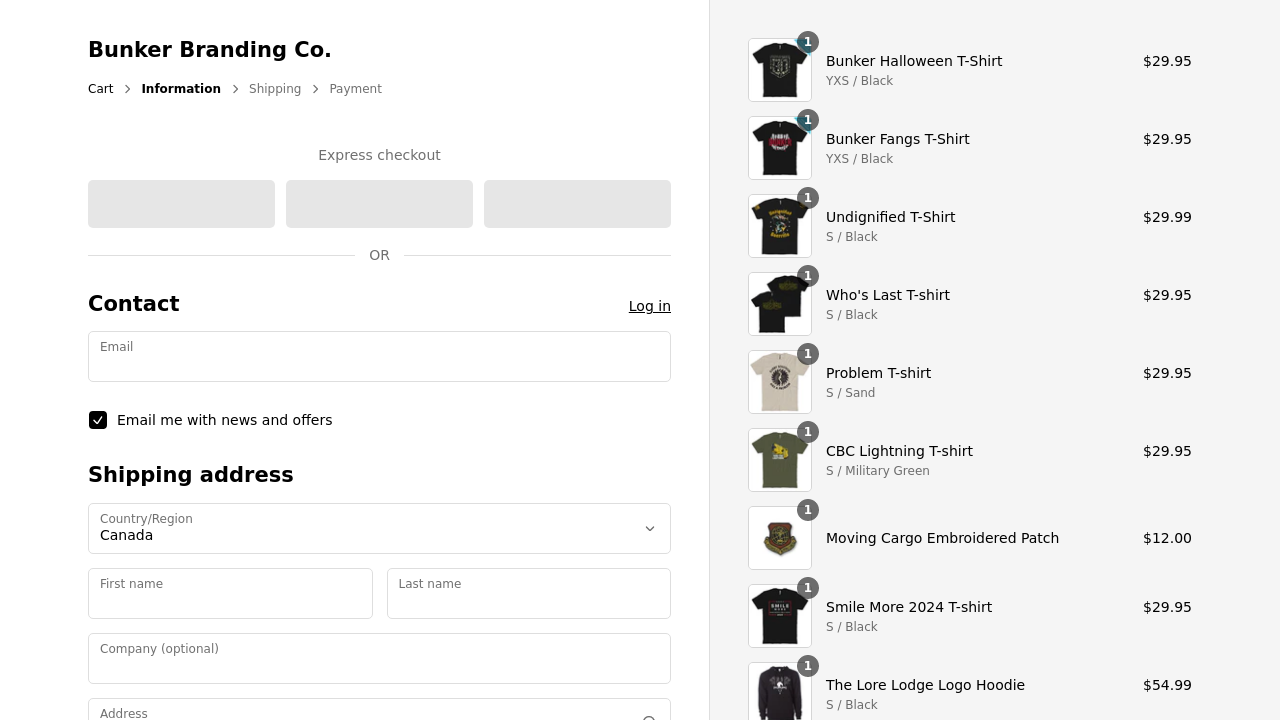 Bunker Branding Co.
Cart
Information
Shipping
Payment
Express checkout
OR
Contact
Log in
Email
Email me with news and offers
Shipping address
Country/Region
Canada
First name
Last name
Company (optional)
Address
1
Bunker Halloween T-Shirt
YXS / Black
$29.95
1
Bunker Fangs T-Shirt
YXS / Black
$29.95
1
Undignified T-Shirt
S / Black
$29.99
1
Who's Last T-shirt
S / Black
$29.95
1
Problem T-shirt
S / Sand
$29.95
1
CBC Lightning T-shirt
S / Military Green
$29.95
1
Moving Cargo Embroidered Patch
$12.00
1
SMILE
Smile More 2024 T-shirt
S / Black
$29.95
1
The Lore Lodge Logo Hoodie
S / Black
$54.99